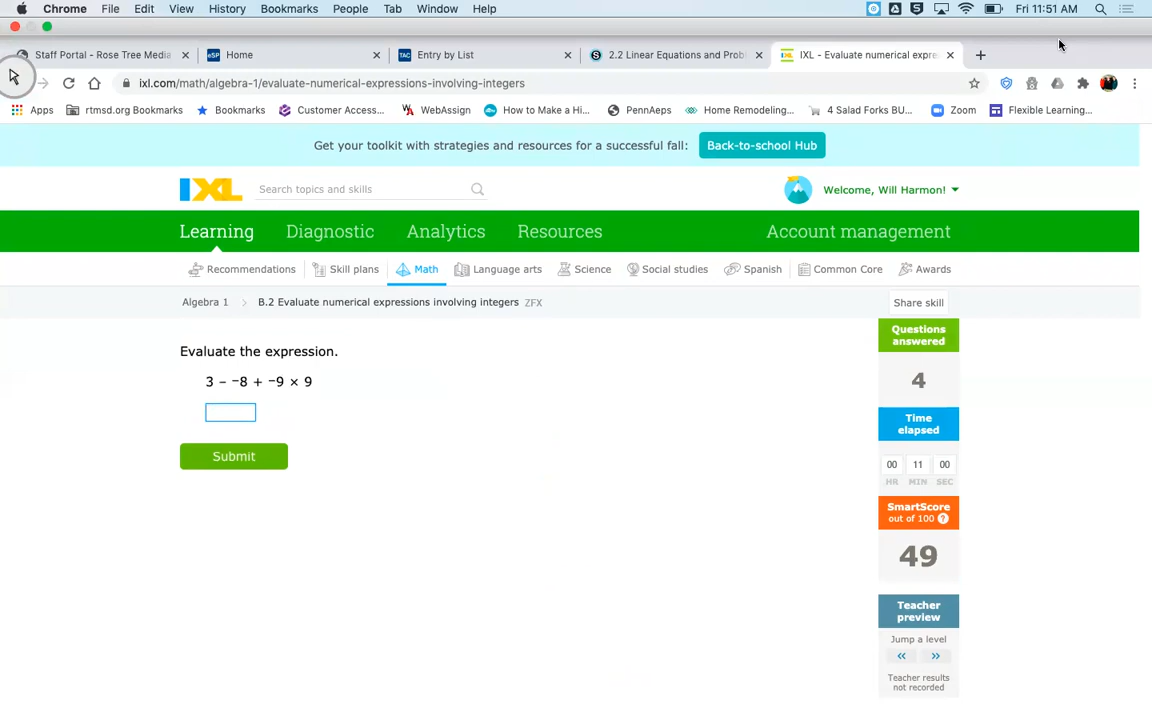 Chrome File Edit View History Bookmarks People Tab Window Help Fri 11:51 AM
Staff Portal - Rose Tree Media eSP Home TAC Entry by List S 2.2 Linear Equations and Prob IXL - Evaluate numerical expre
ixl.com/math/algebra-1/evaluate-numerical-expressions-involving-integers
Apps rtmsd.org Bookmarks Bookmarks Customer Access... WebAssign How to Make a Hi... PennAeps Home Remodeling... 4 Salad Forks BU... Zoom Flexible Learning...
Get your toolkit with strategies and resources for a successful fall: Back-to-school Hub
IXL Search topics and skills Welcome, Will Harmon!
Learning Diagnostic Analytics Resources Account management
Recommendations Skill plans Math Language arts Science Social studies Spanish Common Core Awards
Algebra 1 > B.2 Evaluate numerical expressions involving integers ZFX Share skill
Evaluate the expression.
3 – ⁻8 + ⁻9 × 9
Submit
Questions
answered
4
Time
elapsed
00 11 00
HR MIN SEC
SmartScore
out of 100 ?
49
Teacher
preview
Jump a level
« »
Teacher results
not recorded